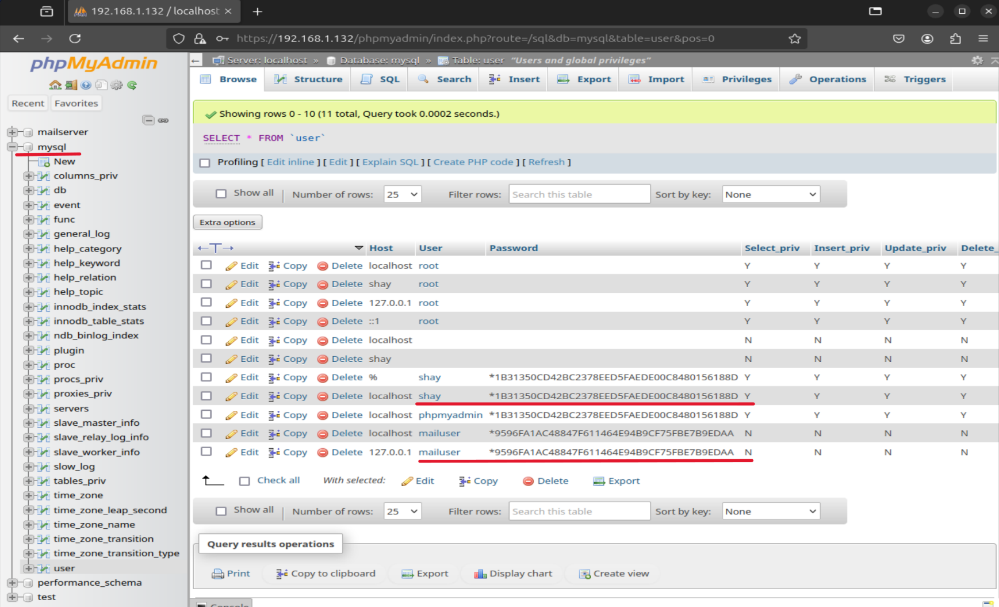 192.168.1.132 / localhost
https://192.168.1.132/phpmyadmin/index.php?route=/sql&db=mysql&table=user&pos=0
phpMyAdmin
Recent Favorites
mailserver
mysql
New
columns_priv
db
event
func
general_log
help_category
help_keyword
help_relation
help_topic
innodb_index_stats
innodb_table_stats
ndb_binlog_index
plugin
proc
procs_priv
proxies_priv
servers
slave_master_info
slave_relay_log_info
slave_worker_info
slow_log
tables_priv
time_zone
time_zone_leap_second
time_zone_name
time_zone_transition
time_zone_transition_type
user
performance_schema
test
Server: localhost » Database: mysql » Table: user "Users and global privileges"
Browse Structure SQL Search Insert Export Import Privileges Operations Triggers
Showing rows 0 - 10 (11 total, Query took 0.0002 seconds.)
SELECT * FROM `user`
Profiling [ Edit inline ] [ Edit ] [ Explain SQL ] [ Create PHP code ] [ Refresh ]
Show all Number of rows: 25 Filter rows: Search this table Sort by key: None
Extra options
←T→ Host User Password Select_priv Insert_priv Update_priv Delete_
Edit Copy Delete localhost root Y Y Y Y
Edit Copy Delete shay root Y Y Y Y
Edit Copy Delete 127.0.0.1 root Y Y Y Y
Edit Copy Delete ::1 root Y Y Y Y
Edit Copy Delete localhost N N N N
Edit Copy Delete shay N N N N
Edit Copy Delete % shay *1B31350CD42BC2378EED5FAEDE00C8480156188D Y Y Y Y
Edit Copy Delete localhost shay *1B31350CD42BC2378EED5FAEDE00C8480156188D Y Y Y Y
Edit Copy Delete localhost phpmyadmin *1B31350CD42BC2378EED5FAEDE00C8480156188D Y Y Y Y
Edit Copy Delete localhost mailuser *9596FA1AC48847F611464E94B9CF75FBE7B9EDAA N N N N
Edit Copy Delete 127.0.0.1 mailuser *9596FA1AC48847F611464E94B9CF75FBE7B9EDAA N N N N
Check all With selected: Edit Copy Delete Export
Show all Number of rows: 25 Filter rows: Search this table Sort by key: None
Query results operations
Print Copy to clipboard Export Display chart Create view
Console